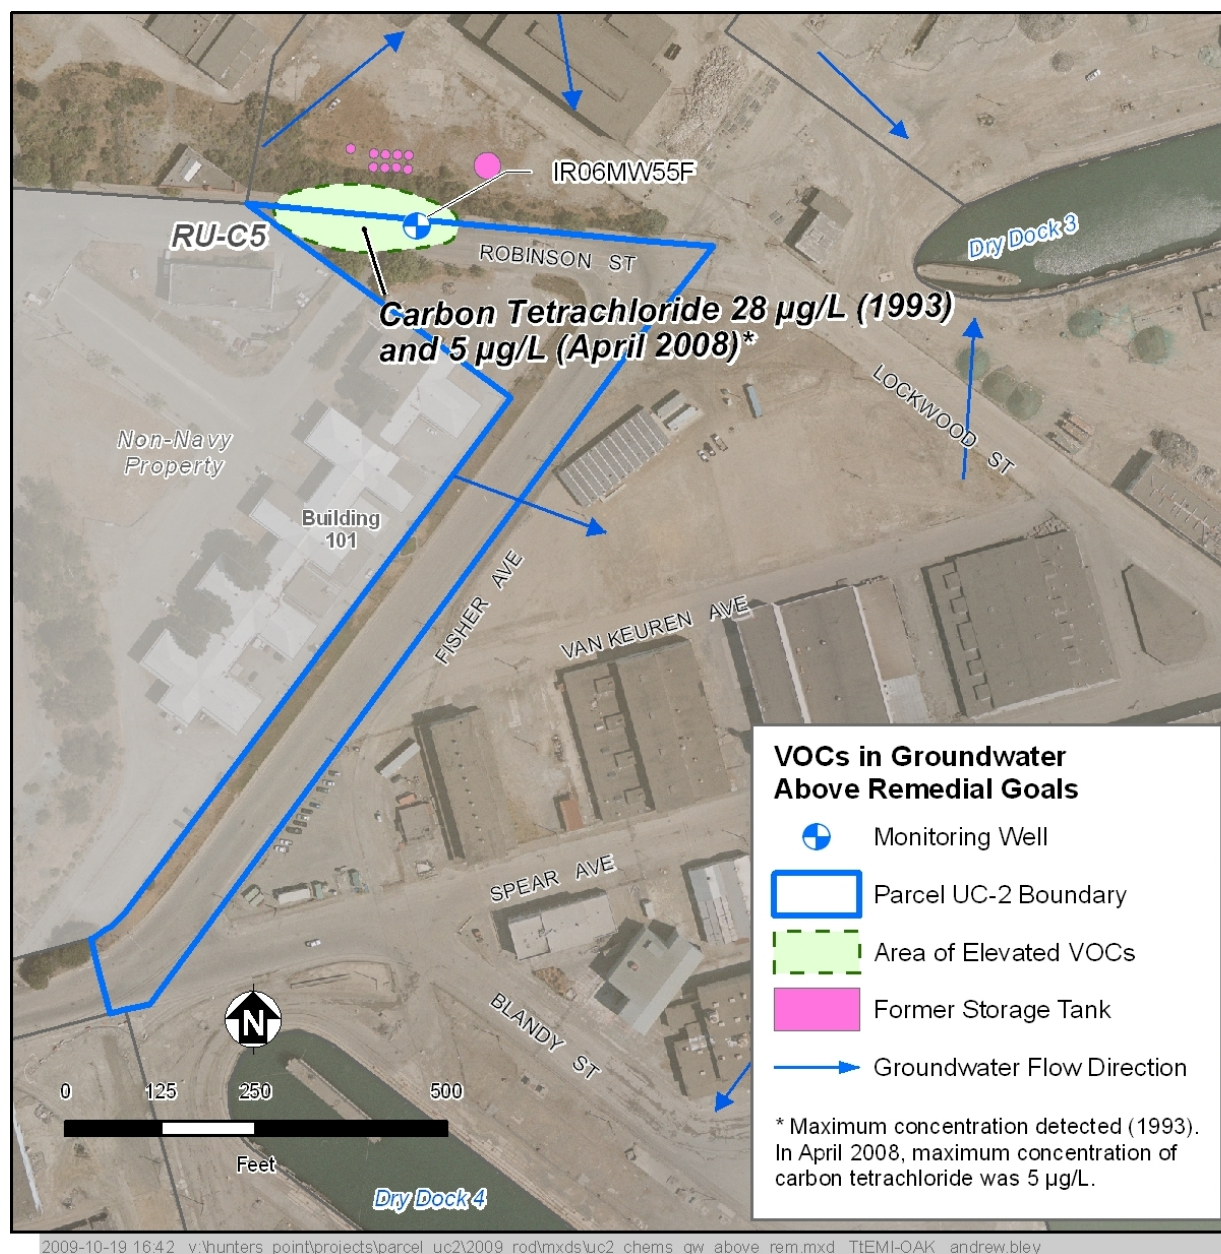 IR06MW55F
RU-C5
ROBINSON ST
Dry Dock 3
Carbon Tetrachloride 28 µg/L (1993)
and 5 µg/L (April 2008)*
LOCKWOOD ST
Non-Navy
Property
Building
101
FISHER AVE
VAN KEUREN AVE
SPEAR AVE
BLANDY ST
N
0 125 250 500
Feet
Dry Dock 4
VOCs in Groundwater
Above Remedial Goals
Monitoring Well
Parcel UC-2 Boundary
Area of Elevated VOCs
Former Storage Tank
Groundwater Flow Direction
* Maximum concentration detected (1993).
In April 2008, maximum concentration of
carbon tetrachloride was 5 µg/L.
2009-10-19 16:42 v:\hunters_point\projects\parcel_uc2\2009_rod\mxds\uc2_chems_gw_above_rem.mxd TtEMI-OAK andrew.bley